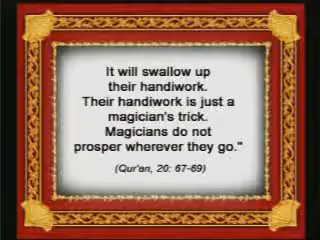 It will swallow up
their handiwork.
Their handiwork is just a
magician's trick.
Magicians do not
prosper wherever they go."
(Qur'an, 20: 67-69)